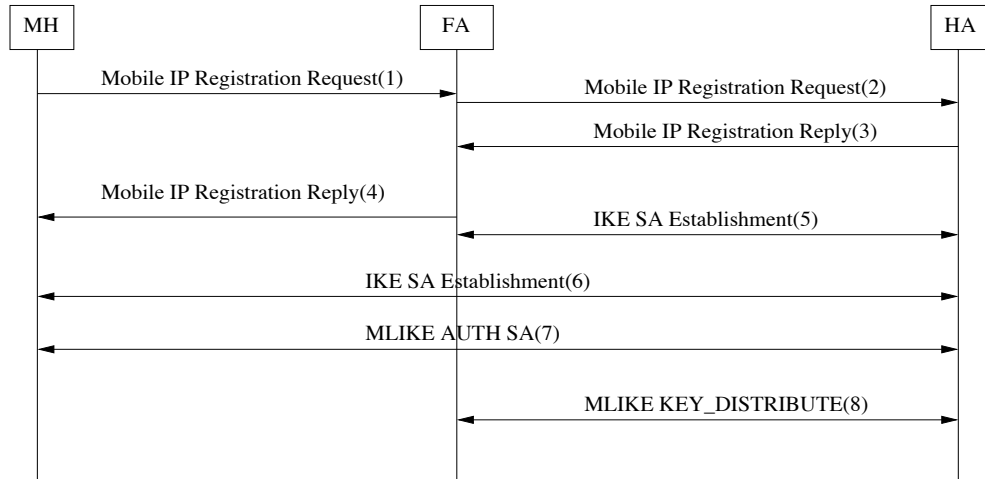 MH
FA
HA
Mobile IP Registration Request(1)
Mobile IP Registration Request(2)
Mobile IP Registration Reply(3)
Mobile IP Registration Reply(4)
IKE SA Establishment(5)
IKE SA Establishment(6)
MLIKE AUTH SA(7)
MLIKE KEY_DISTRIBUTE(8)